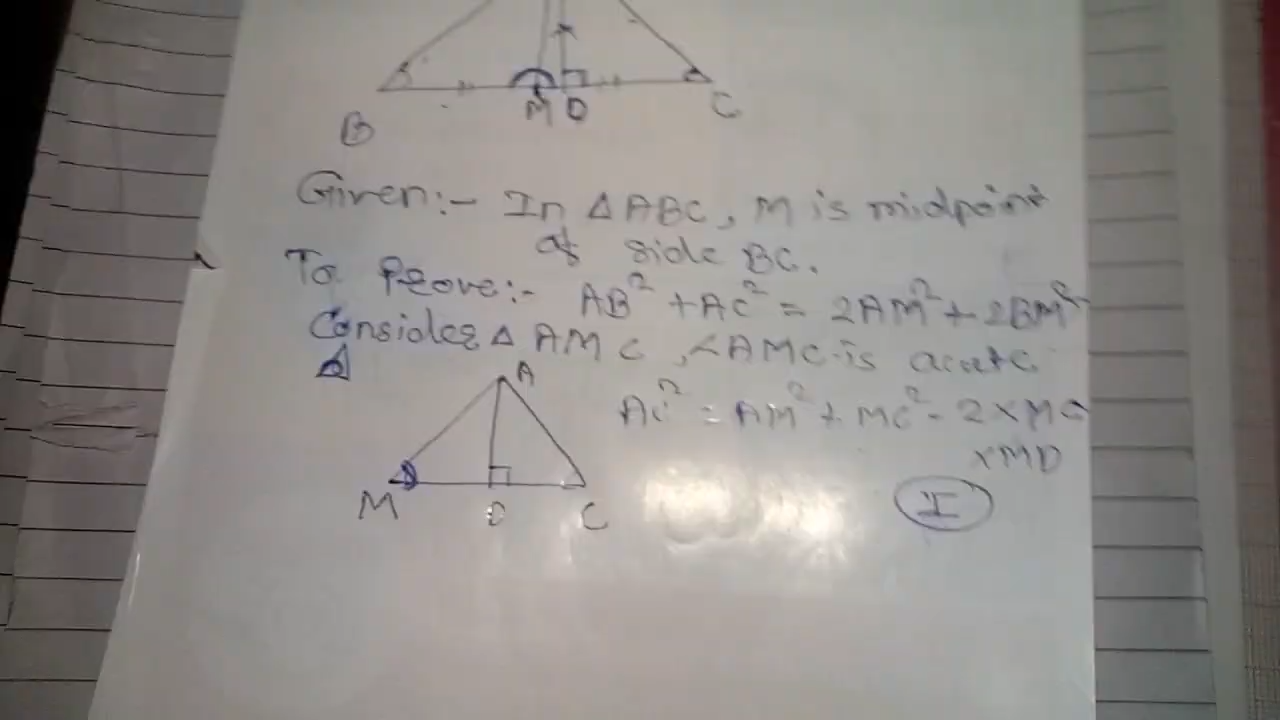 B
M D
C
Given:- In △ABC, M is midpoint
of side BC.
To Prove:- AB² + AC² = 2AM² + 2BM²
Consider △ AMC, ∠AMC is acute.
A
AC² = AM² + MC² - 2×MC
×MD
M D C
I